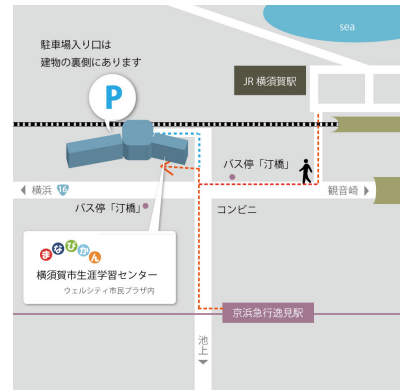 sea
駐車場入り口は
建物の裏側にあります
P
JR 横須賀駅
バス停「汀橋」
横浜
16
観音崎
バス停「汀橋」
コンビニ
まなびかん
横須賀市生涯学習センター
ウェルシティ市民プラザ内
京浜急行逸見駅
池上